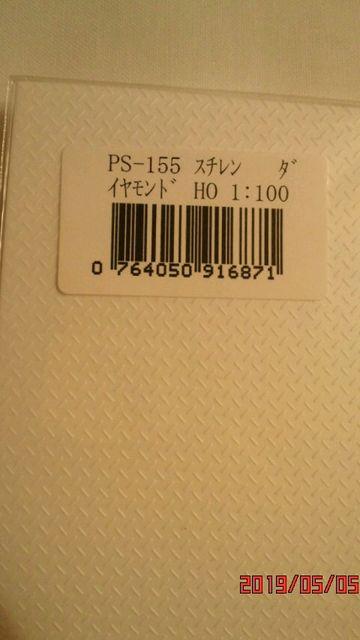 PS-155 ｽﾁﾚﾝ ﾀﾞ
ｲﾔﾓﾝﾄﾞ HO 1:100
0 764050 916871
2019/05/05